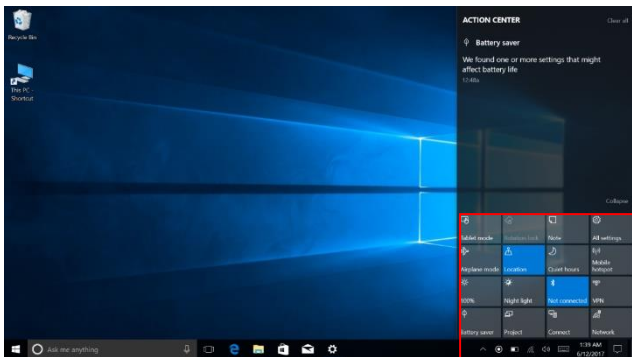 Recycle Bin
This PC -
Shortcut
ACTION CENTER
Clear all
Battery saver
We found one or more settings that might
affect battery life
12:48a
Collapse
Tablet mode
Rotation lock
Note
All settings
Airplane mode
Location
Quiet hours
Mobile
hotspot
100%
Night light
Not connected
VPN
Battery saver
Project
Connect
Network
Ask me anything
1:39 AM
6/12/2017